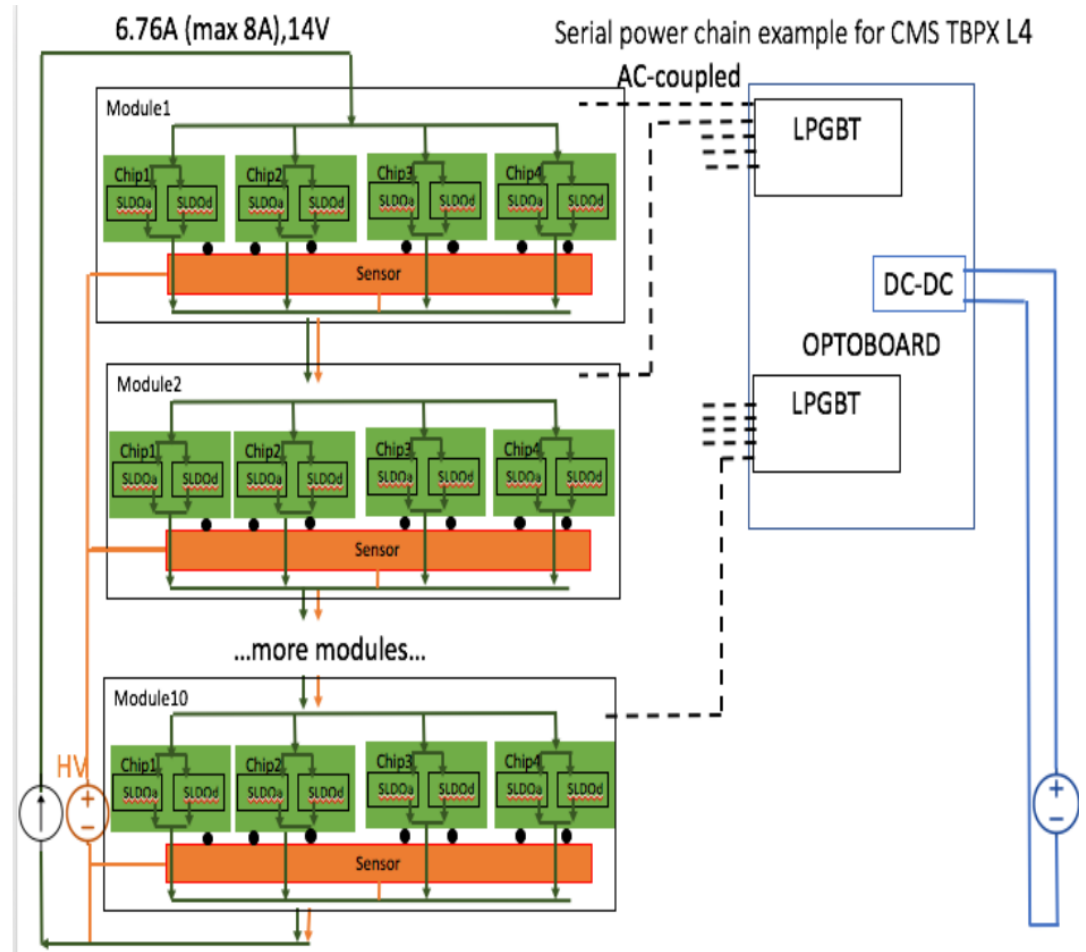 6.76A (max 8A),14V
Serial power chain example for CMS TBPX L4
AC-coupled
Module1
Chip1 Chip2 Chip3 Chip4
SLDOa SLDOd SLDOa SLDOd SLDOa SLDOd SLDOa SLDOd
Sensor
LPGBT
DC-DC
OPTOBOARD
LPGBT
Module2
Chip1 Chip2 Chip3 Chip4
SLDOa SLDOd SLDOa SLDOd SLDOa SLDOd SLDOa SLDOd
Sensor
...more modules...
Module10
HV
Chip1 Chip2 Chip3 Chip4
SLDOa SLDOd SLDOa SLDOd SLDOa SLDOd SLDOa SLDOd
+ + 
- -
Sensor